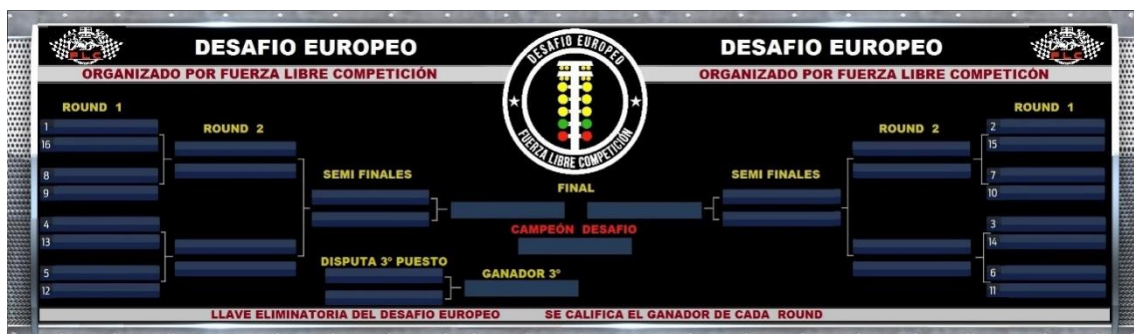 DESAFIO EUROPEO
DESAFIO EUROPEO
F.L.C
F.L.C
ORGANIZADO POR FUERZA LIBRE COMPETICIÓN
ORGANIZADO POR FUERZA LIBRE COMPETICÓN
DESAFIO EUROPEO
FUERZA LIBRE COMPETICIÓN
ROUND 1
1
16
8
9
4
13
5
12
ROUND 2
SEMI FINALES
FINAL
CAMPEÓN DESAFIO
DISPUTA 3º PUESTO
GANADOR 3º
SEMI FINALES
ROUND 2
ROUND 1
2
15
7
10
3
14
6
11
LLAVE ELIMINATORIA DEL DESAFIO EUROPEO SE CALIFICA EL GANADOR DE CADA ROUND